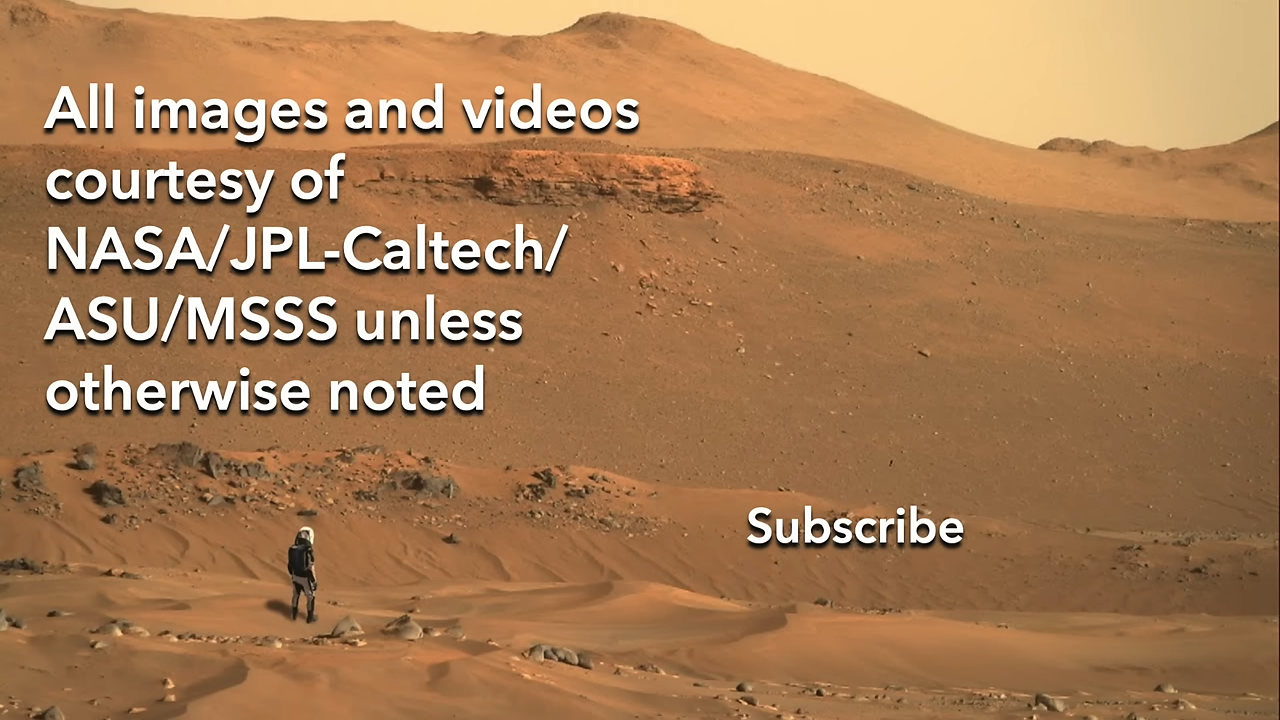 All images and videos
courtesy of
NASA/JPL-Caltech/
ASU/MSSS unless
otherwise noted
Subscribe